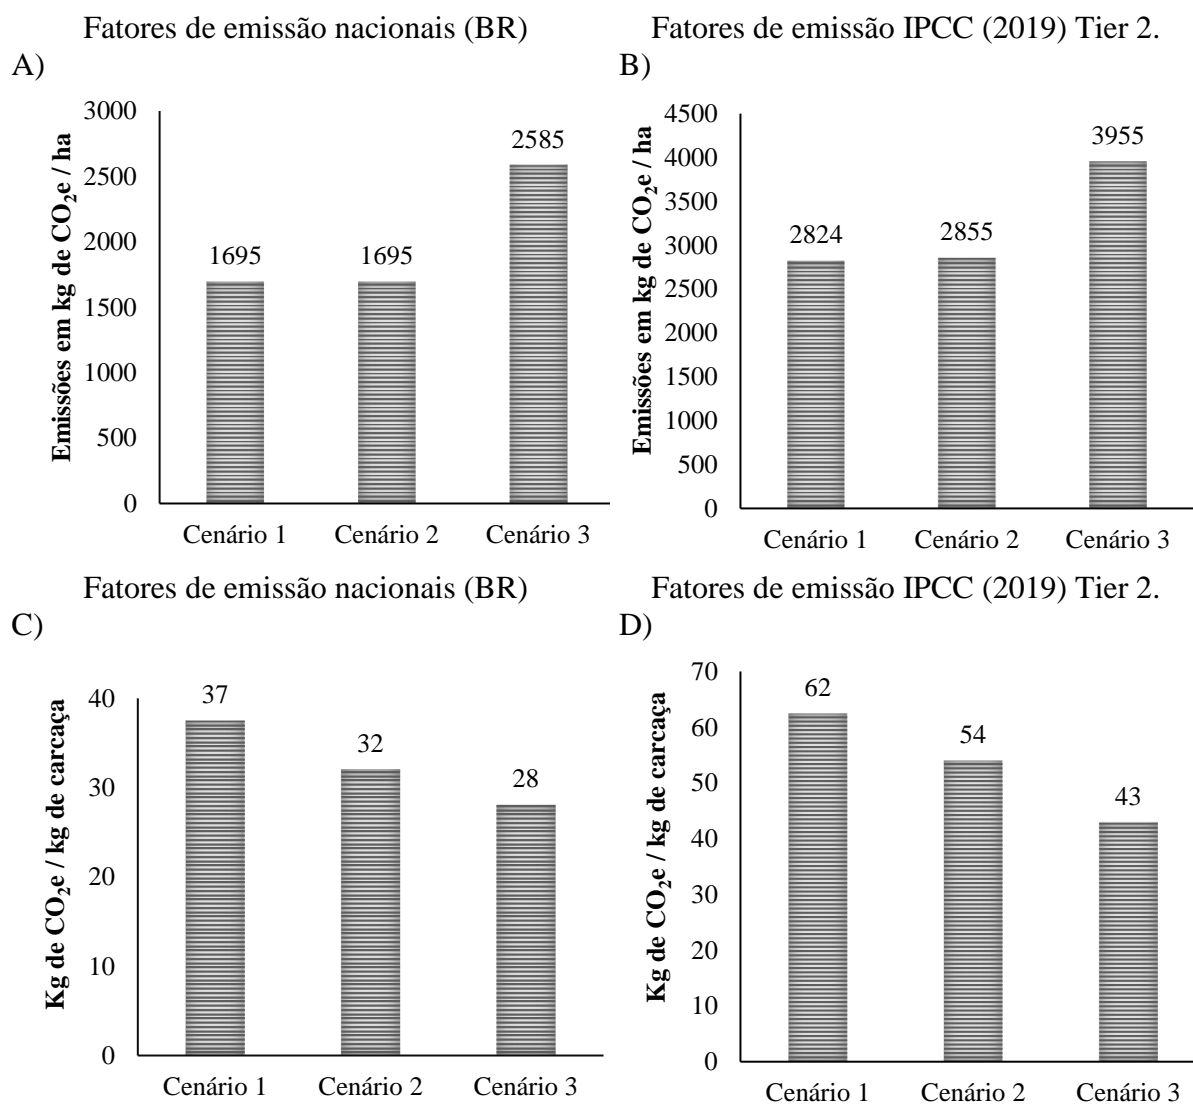 Fatores de emissão nacionais (BR)
Fatores de emissão IPCC (2019) Tier 2.
A)
Emissões em kg de CO₂e / ha
3000
2500
2000
1500
1000
500
0
1695
1695
2585
Cenário 1
Cenário 2
Cenário 3
B)
Emissões em kg de CO₂e / ha
4500
4000
3500
3000
2500
2000
1500
1000
500
0
2824
2855
3955
Cenário 1
Cenário 2
Cenário 3
Fatores de emissão nacionais (BR)
Fatores de emissão IPCC (2019) Tier 2.
C)
Kg de CO₂e / kg de carcaça
40
30
20
10
0
37
32
28
Cenário 1
Cenário 2
Cenário 3
D)
Kg de CO₂e / kg de carcaça
70
60
50
40
30
20
10
0
62
54
43
Cenário 1
Cenário 2
Cenário 3